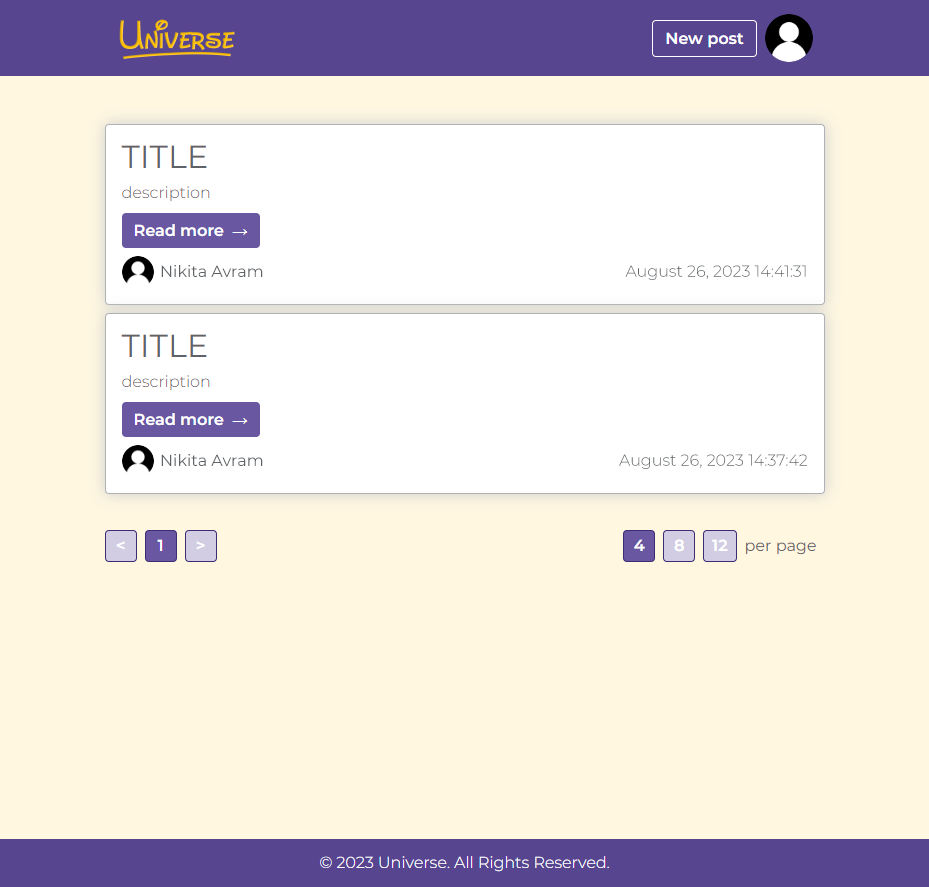 UNIVERSE New post
TITLE
description
Read more →
Nikita Avram August 26, 2023 14:41:31
TITLE
description
Read more →
Nikita Avram August 26, 2023 14:37:42
< 1 > 4 8 12 per page
© 2023 Universe. All Rights Reserved.